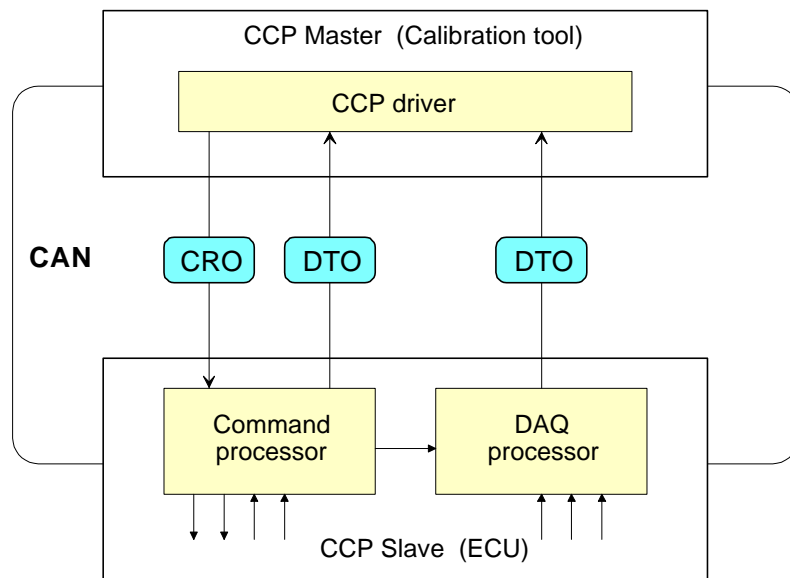 CCP Master (Calibration tool)
CCP driver
CAN
CRO
DTO
DTO
Command
processor
DAQ
processor
CCP Slave (ECU)